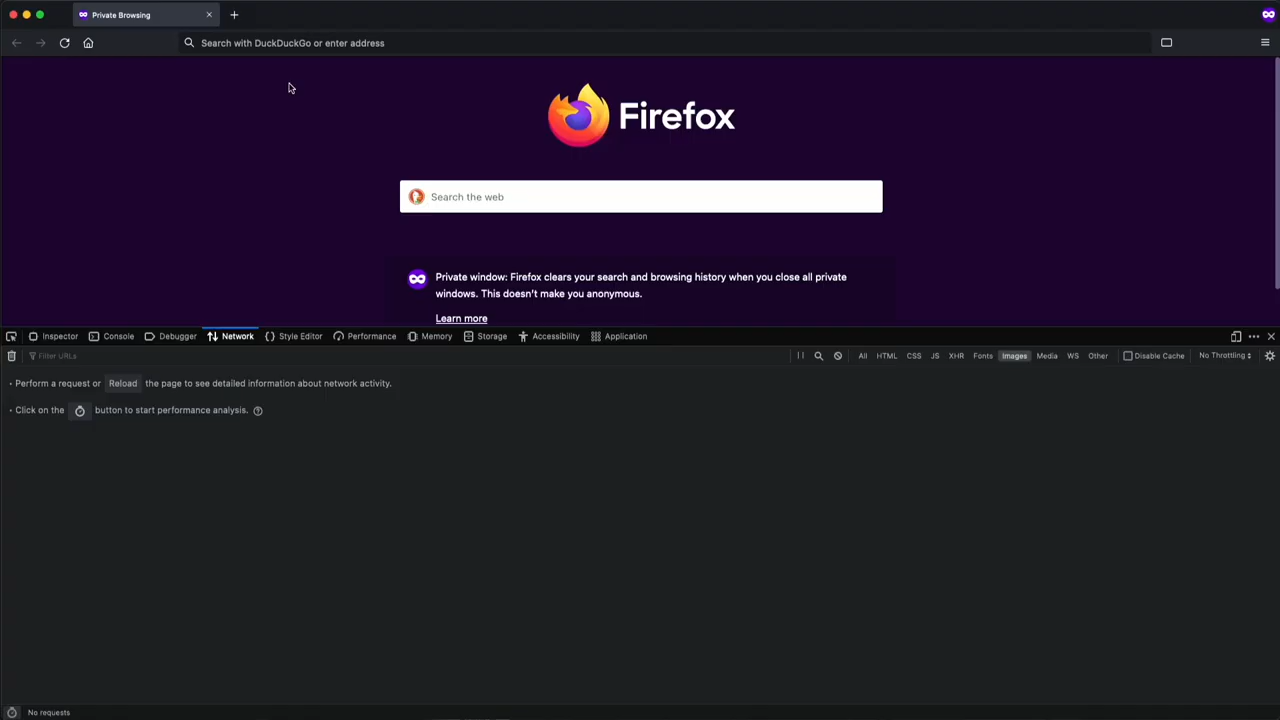 Private Browsing
Search with DuckDuckGo or enter address
Firefox
Search the web
Private window: Firefox clears your search and browsing history when you close all private
windows. This doesn't make you anonymous.
Learn more
Inspector Console Debugger Network Style Editor Performance Memory Storage Accessibility Application
Filter URLs All HTML CSS JS XHR Fonts Images Media WS Other Disable Cache No Throttling
Perform a request or Reload the page to see detailed information about network activity.
Click on the button to start performance analysis.
No requests